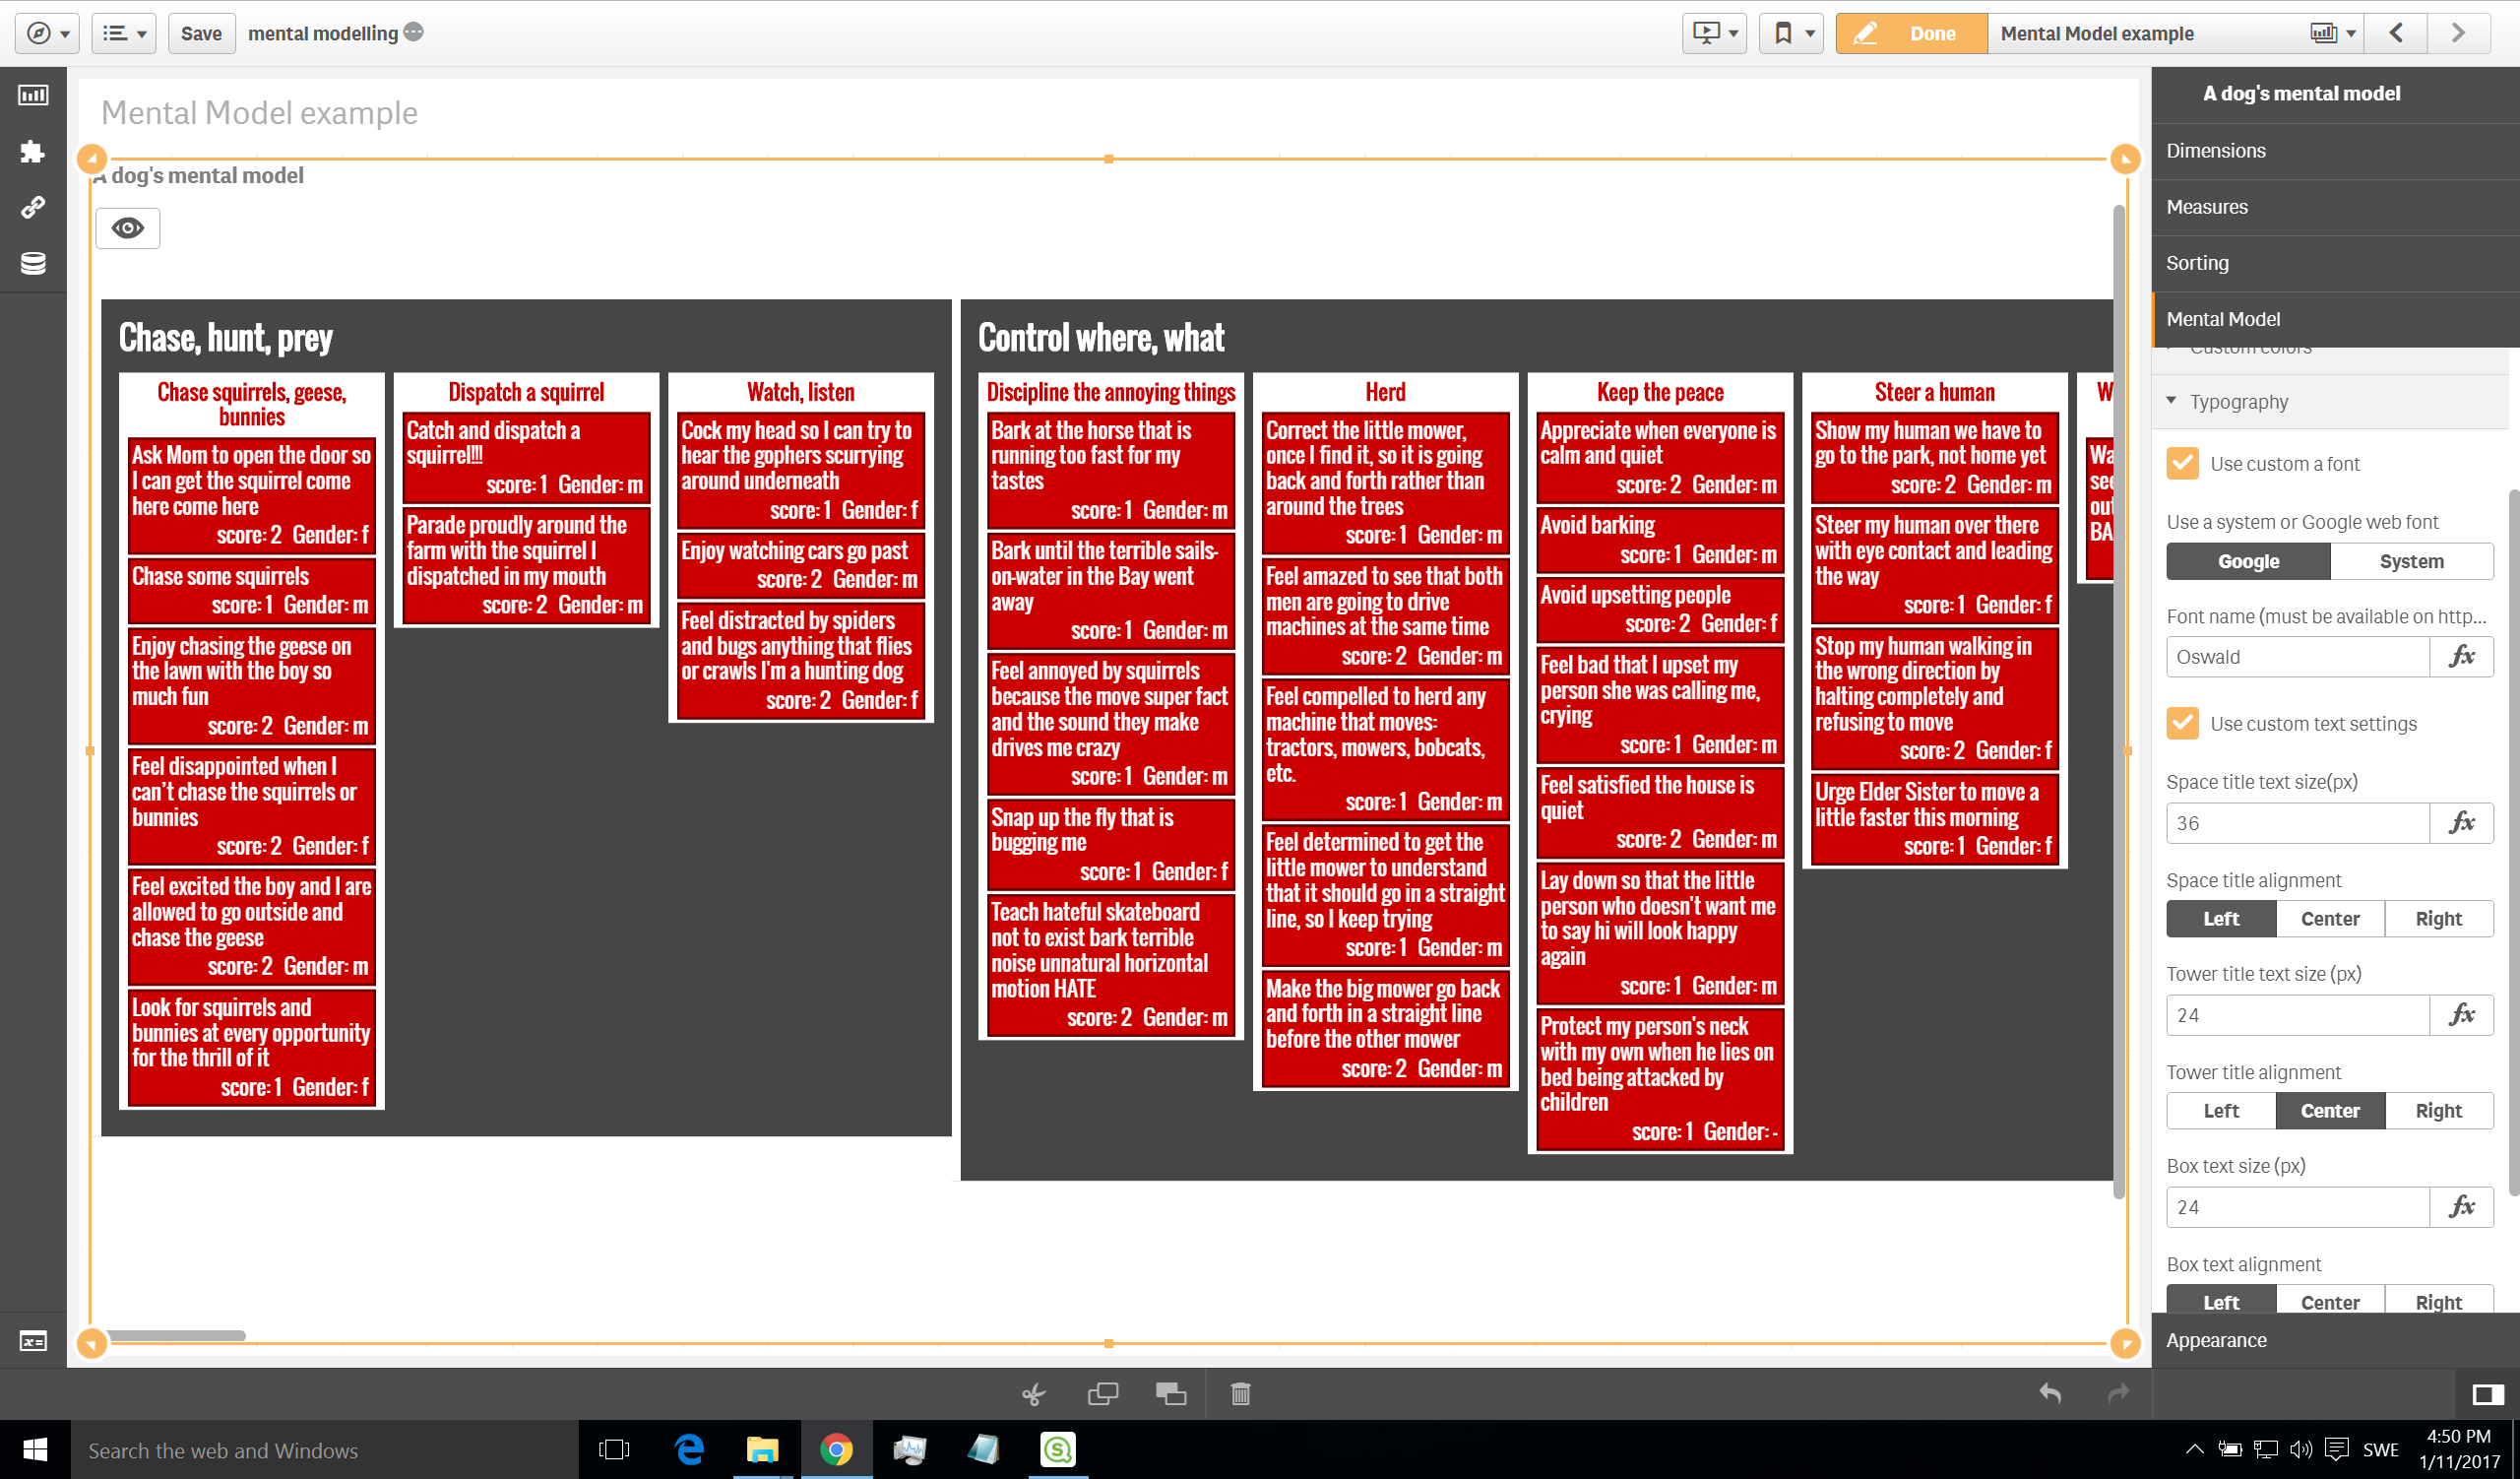 Save
mental modelling
Done
Mental Model example
Mental Model example
A dog's mental model
Chase, hunt, prey
Chase squirrels, geese,
bunnies
Ask Mom to open the door so
I can get the squirrel come
here come here
score: 2 Gender: f
Chase some squirrels
score: 1 Gender: m
Enjoy chasing the geese on
the lawn with the boy so
much fun
score: 2 Gender: m
Feel disappointed when I
can't chase the squirrels or
bunnies
score: 2 Gender: f
Feel excited the boy and I are
allowed to go outside and
chase the geese
score: 2 Gender: m
Look for squirrels and
bunnies at every opportunity
for the thrill of it
score: 1 Gender: f
Dispatch a squirrel
Catch and dispatch a
squirrel!!!
score: 1 Gender: m
Parade proudly around the
farm with the squirrel I
dispatched in my mouth
score: 2 Gender: m
Watch, listen
Cock my head so I can try to
hear the gophers scurrying
around underneath
score: 1 Gender: f
Enjoy watching cars go past
score: 2 Gender: m
Feel distracted by spiders
and bugs anything that flies
or crawls I'm a hunting dog
score: 2 Gender: f
Control where, what
Discipline the annoying things
Bark at the horse that is
running too fast for my
tastes
score: 1 Gender: m
Bark until the terrible sails-
on-water in the Bay went
away
score: 1 Gender: m
Feel annoyed by squirrels
because the move super fact
and the sound they make
drives me crazy
score: 1 Gender: m
Snap up the fly that is
bugging me
score: 1 Gender: f
Teach hateful skateboard
not to exist bark terrible
noise unnatural horizontal
motion HATE
score: 2 Gender: m
Herd
Correct the little mower,
once I find it, so it is going
back and forth rather than
around the trees
score: 1 Gender: m
Feel amazed to see that both
men are going to drive
machines at the same time
score: 2 Gender: m
Feel compelled to herd any
machine that moves:
tractors, mowers, bobcats,
etc.
score: 1 Gender: m
Feel determined to get the
little mower to understand
that it should go in a straight
line, so I keep trying
score: 1 Gender: m
Make the big mower go back
and forth in a straight line
before the other mower
score: 2 Gender: m
Keep the peace
Appreciate when everyone is
calm and quiet
score: 2 Gender: m
Avoid barking
score: 1 Gender: m
Avoid upsetting people
score: 2 Gender: f
Feel bad that I upset my
person she was calling me,
crying
score: 1 Gender: m
Feel satisfied the house is
quiet
score: 2 Gender: m
Lay down so that the little
person who doesn't want me
to say hi will look happy
again
score: 1 Gender: m
Protect my person's neck
with my own when he lies on
bed being attacked by
children
score: 1 Gender: -
Steer a human
Show my human we have to
go to the park, not home yet
score: 2 Gender: m
Steer my human over there
with eye contact and leading
the way
score: 1 Gender: f
Stop my human walking in
the wrong direction by
halting completely and
refusing to move
score: 2 Gender: f
Urge Elder Sister to move a
little faster this morning
score: 1 Gender: f
W
Wa
see
out
BA
A dog's mental model
Dimensions
Measures
Sorting
Mental Model
Custom colors
Typography
Use custom a font
Use a system or Google web font
Google System
Font name (must be available on http...
Oswald fx
Use custom text settings
Space title text size(px)
36 fx
Space title alignment
Left Center Right
Tower title text size (px)
24 fx
Tower title alignment
Left Center Right
Box text size (px)
24 fx
Box text alignment
Left Center Right
Appearance
x=
Search the web and Windows
SWE
4:50 PM
1/11/2017